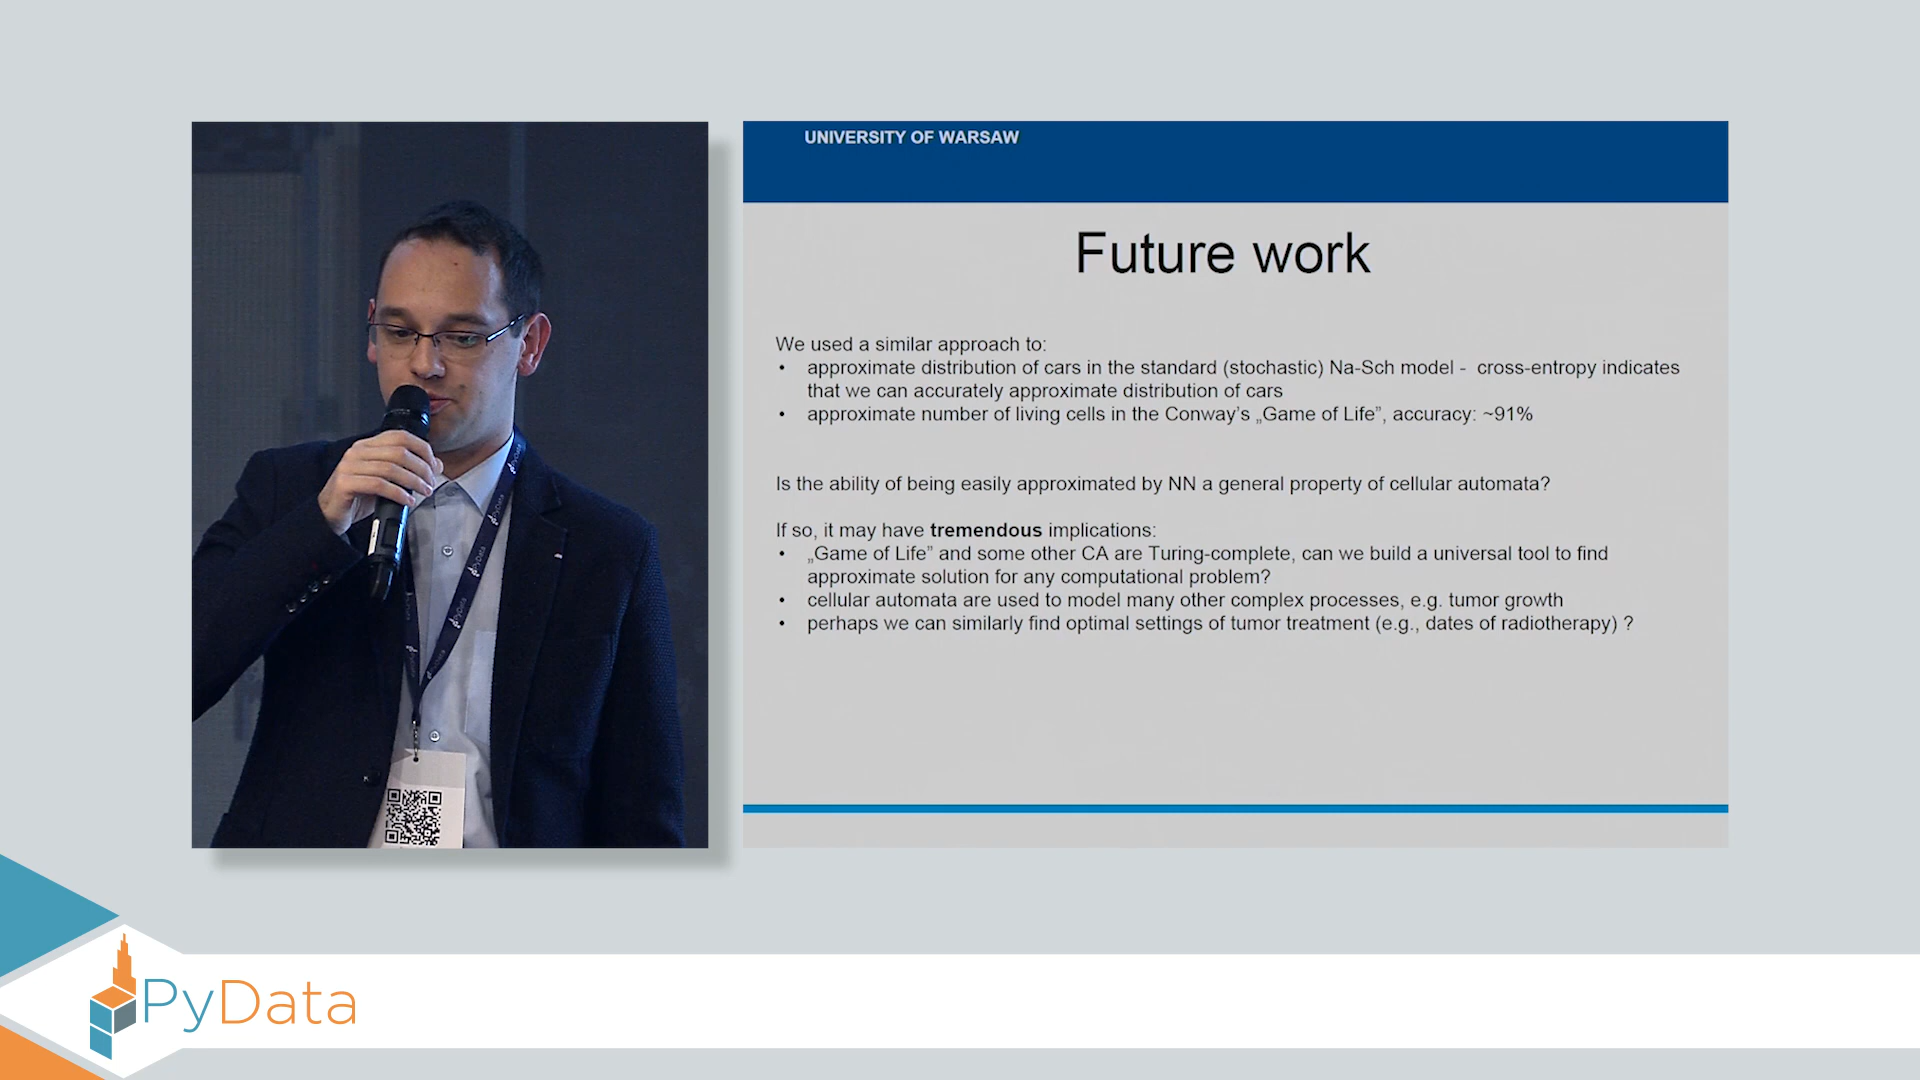 UNIVERSITY OF WARSAW
Future work
We used a similar approach to:
• approximate distribution of cars in the standard (stochastic) Na-Sch model - cross-entropy indicates
that we can accurately approximate distribution of cars
• approximate number of living cells in the Conway's „Game of Life”, accuracy: ~91%
Is the ability of being easily approximated by NN a general property of cellular automata?
If so, it may have tremendous implications:
• „Game of Life” and some other CA are Turing-complete, can we build a universal tool to find
approximate solution for any computational problem?
• cellular automata are used to model many other complex processes, e.g. tumor growth
• perhaps we can similarly find optimal settings of tumor treatment (e.g., dates of radiotherapy) ?
PyData
PyData
PyData
PyData
PyData